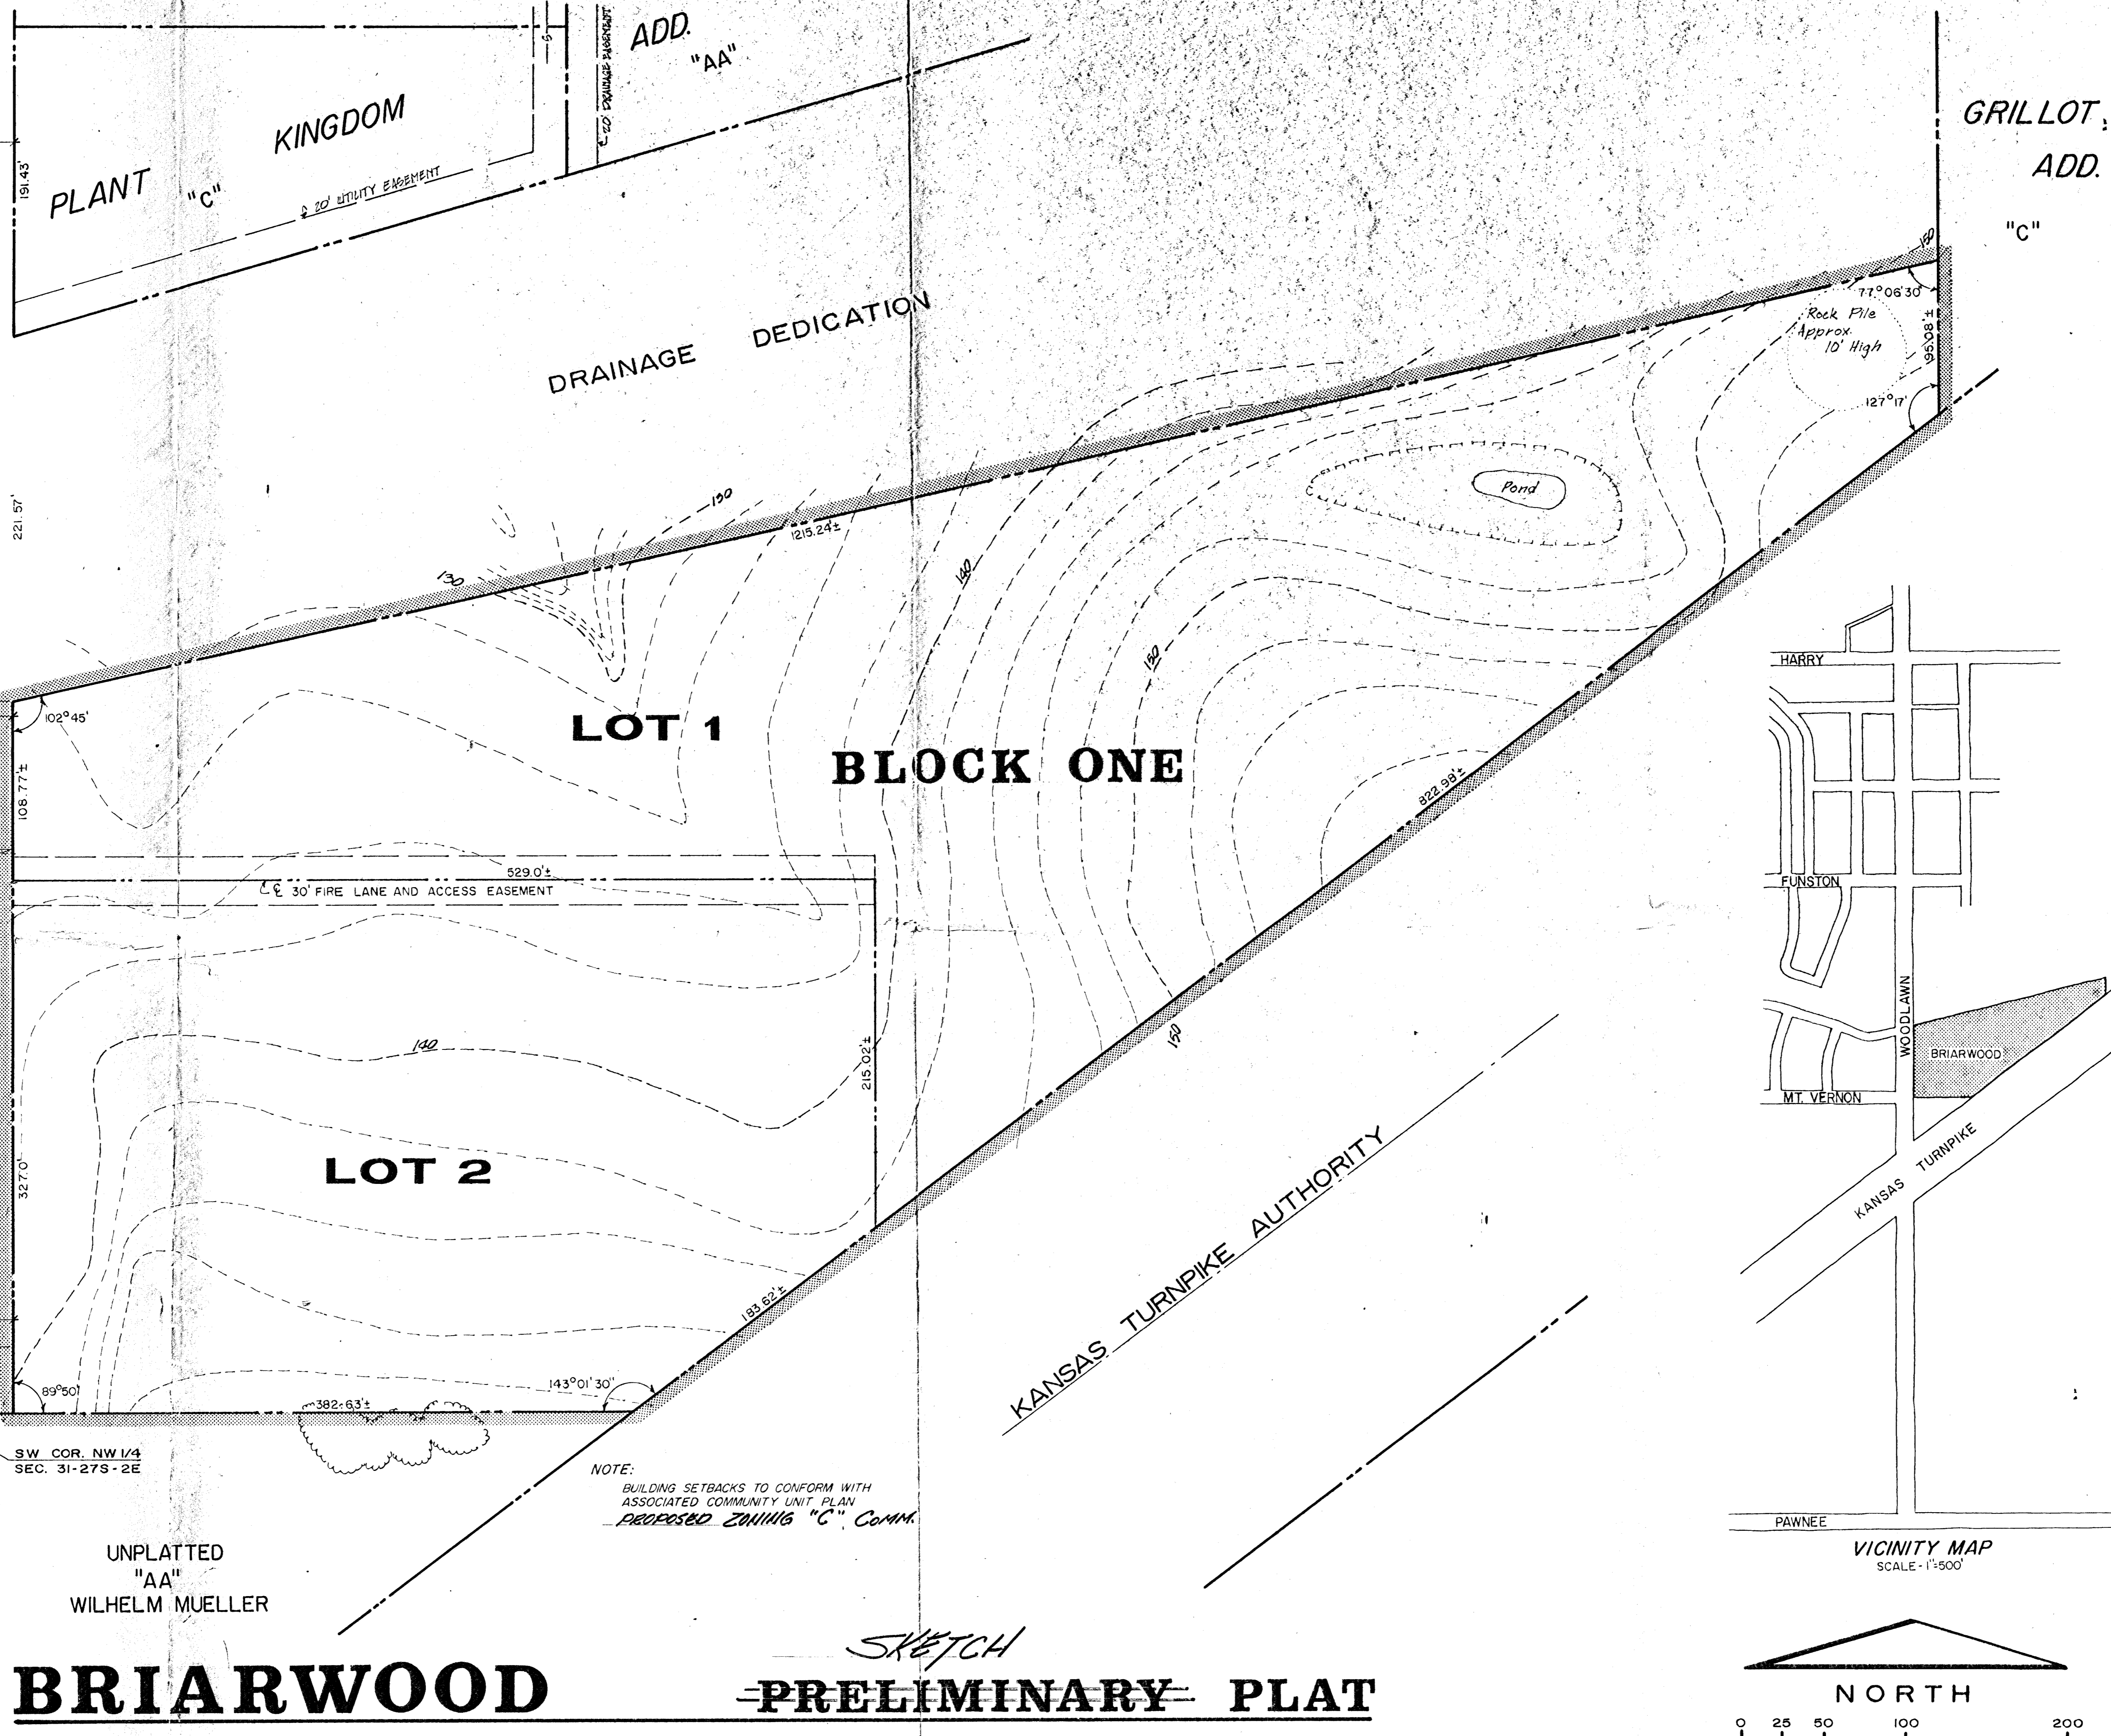 ADD.
"AA"
℄ 20' DRAINAGE EASEMENT
KINGDOM
PLANT
"C"
℄ 20' UTILITY EASEMENT
191.43'
221.57'
GRILLOT
ADD.
"C"
150
77°06'30"
Rock Pile
Approx.
10' High
95.08'±
127°17'
DRAINAGE DEDICATION
Pond
130
1215.24'±
130
140
150
102°45'
108.77'±
LOT 1
BLOCK ONE
822.98'±
529.0'±
℄ 30' FIRE LANE AND ACCESS EASEMENT
140
215.02'±
150
LOT 2
327.0'
183.62'±
89°50'
382.63'±
143°01'30"
KANSAS TURNPIKE AUTHORITY
SW COR. NW 1/4
SEC. 31-27S-2E
NOTE:
BUILDING SETBACKS TO CONFORM WITH
ASSOCIATED COMMUNITY UNIT PLAN
PROPOSED ZONING "C" COMM.
UNPLATTED
"AA"
WILHELM MUELLER
HARRY
FUNSTON
WOODLAWN
BRIARWOOD
MT. VERNON
KANSAS TURNPIKE
PAWNEE
VICINITY MAP
SCALE-1"=500'
SKETCH
BRIARWOOD PRELIMINARY PLAT
NORTH
0 25 50 100 200